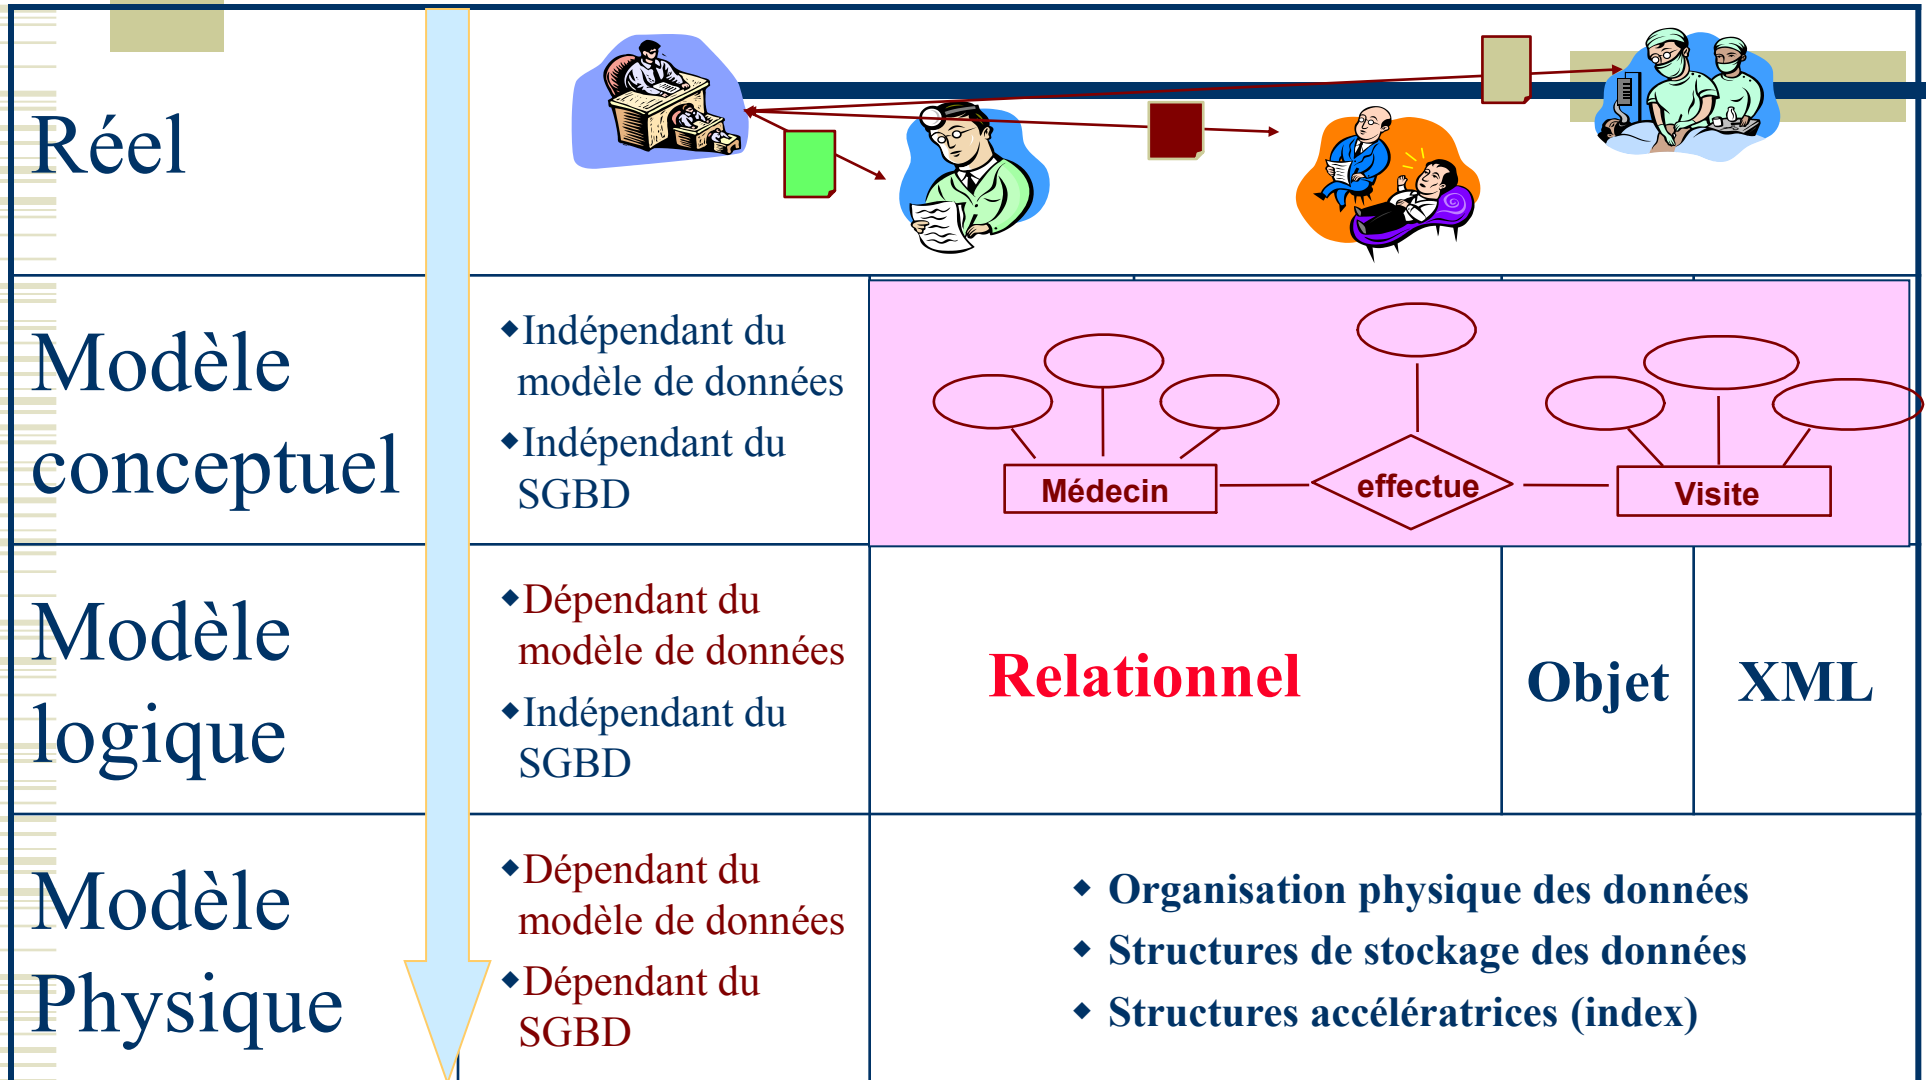 Réel
Modèle
conceptuel
◆Indépendant du
modèle de données
◆Indépendant du
SGBD
Médecin
effectue
Visite
Modèle
logique
◆Dépendant du
modèle de données
◆Indépendant du
SGBD
Relationnel
Objet
XML
Modèle
Physique
◆Dépendant du
modèle de données
◆Dépendant du
SGBD
◆ Organisation physique des données
◆ Structures de stockage des données
◆ Structures accélératrices (index)